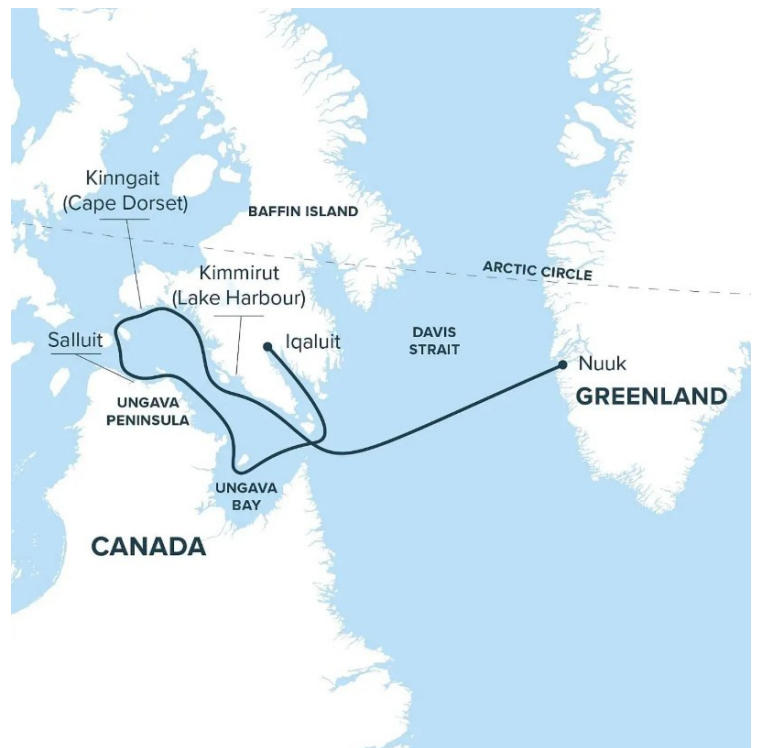 Kinngait
(Cape Dorset)
BAFFIN ISLAND
Kimmirut
(Lake Harbour)
ARCTIC CIRCLE
Salluit
Iqaluit
DAVIS
STRAIT
Nuuk
GREENLAND
UNGAVA
PENINSULA
UNGAVA
BAY
CANADA